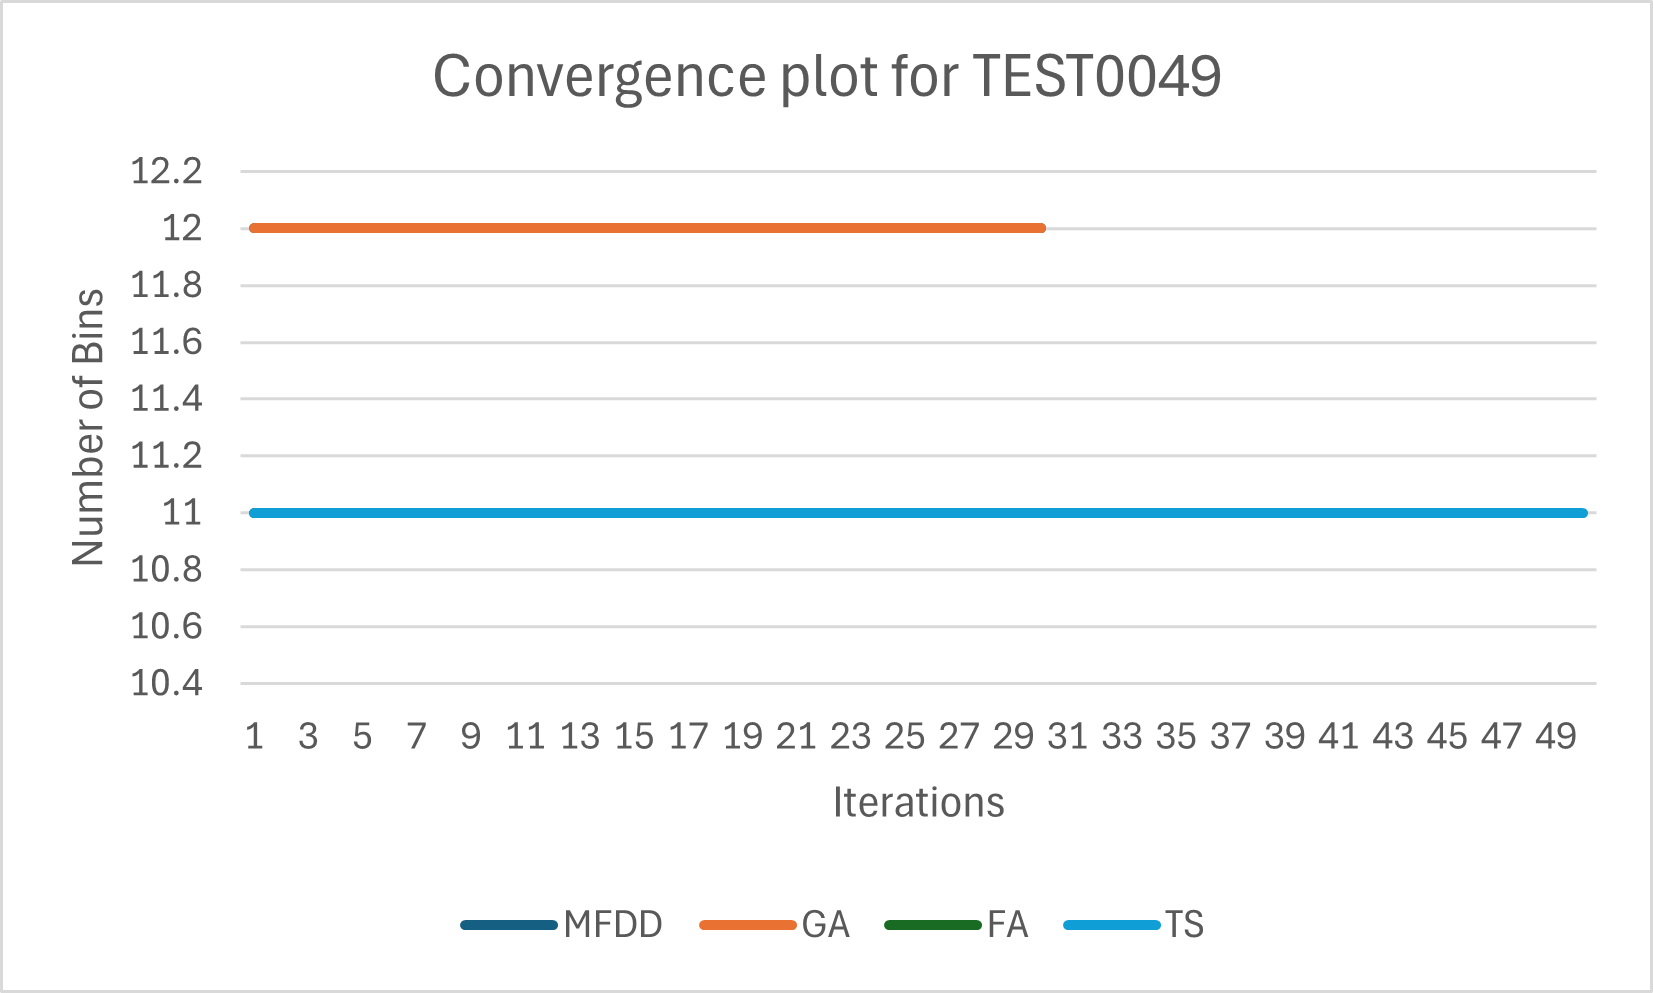 Convergence plot for TEST0049
12.2
12
11.8
11.6
11.4
11.2
11
10.8
10.6
10.4
Number of Bins
1 3 5 7 9 11 13 15 17 19 21 23 25 27 29 31 33 35 37 39 41 43 45 47 49
Iterations
MFDD GA FA TS